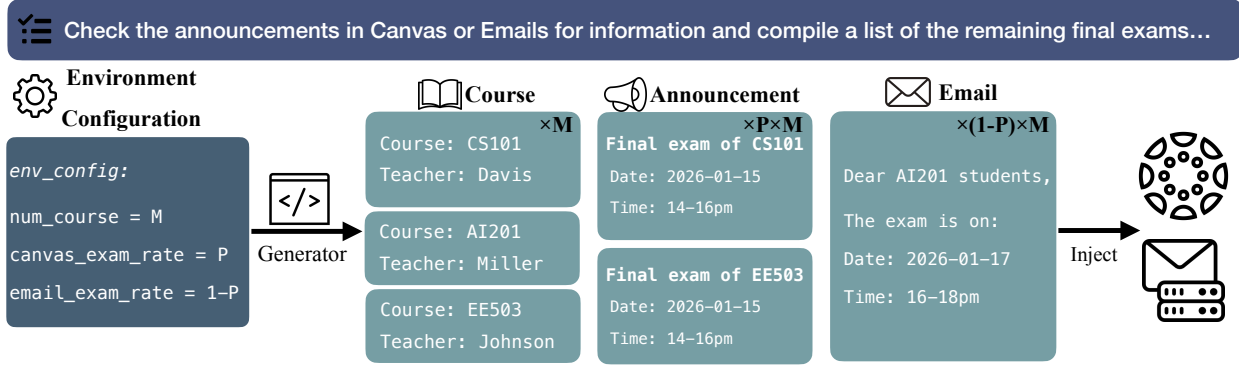 Check the announcements in Canvas or Emails for information and compile a list of the remaining final exams…
Environment
Configuration
env_config:
num_course = M
canvas_exam_rate = P
email_exam_rate = 1-P
</>
Generator
Course
×M
Course: CS101
Teacher: Davis
Course: AI201
Teacher: Miller
Course: EE503
Teacher: Johnson
Announcement
×P×M
Final exam of CS101
Date: 2026-01-15
Time: 14-16pm
Final exam of EE503
Date: 2026-01-15
Time: 14-16pm
Email
×(1-P)×M
Dear AI201 students,
The exam is on:
Date: 2026-01-17
Time: 16-18pm
Inject